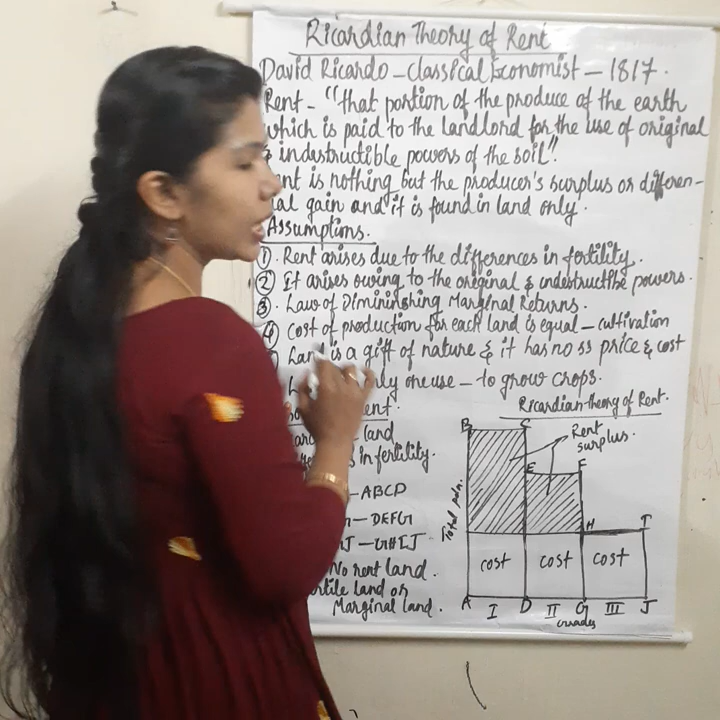 Ricardian Theory of Rent
David Ricardo - Classical Economist - 1817.
Rent - "that portion of the produce of the earth
which is paid to the landlord for the use of original
& indestructible powers of the soil".
ent is nothing but the producer's surplus or differen-
ial gain and it is found in land only.
Assumptims.
1) Rent arises due to the differences in fertility.
2 It arises owing to the original & indestructible powers.
3 Law of Diminishing Marginal Returns.
4 Cost of production for each land is equal - cultivation
Land is a gift of nature & it has no ss price & cost
ly one use - to grow crops.
ent.
land
in fertility.
- ABCD
- DEFG
J - GHIJ
No rent land.
rtile land or
Marginal land.
Ricardian theory of Rent.
Rent
surplus.
B C
E F
H I
Total pdn.
cost cost cost
A I D II G III J
Grades